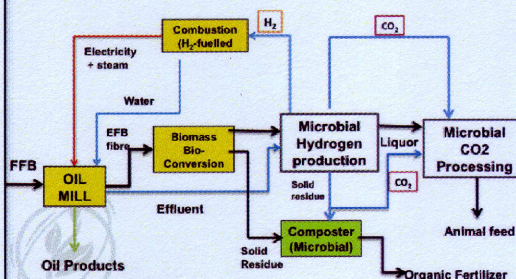 H₂
CO₂
Combustion
(H₂-fuelled
Electricity
+ steam
Water
EFB
fibre
Biomass
Bio-
Conversion
Microbial
Hydrogen
production
Liquor
Microbial
CO2
Processing
FFB
OIL
MILL
Effluent
Solid
residue
CO₂
Composter
(Microbial)
Animal feed
Solid
Residue
Oil Products
Organic Fertilizer